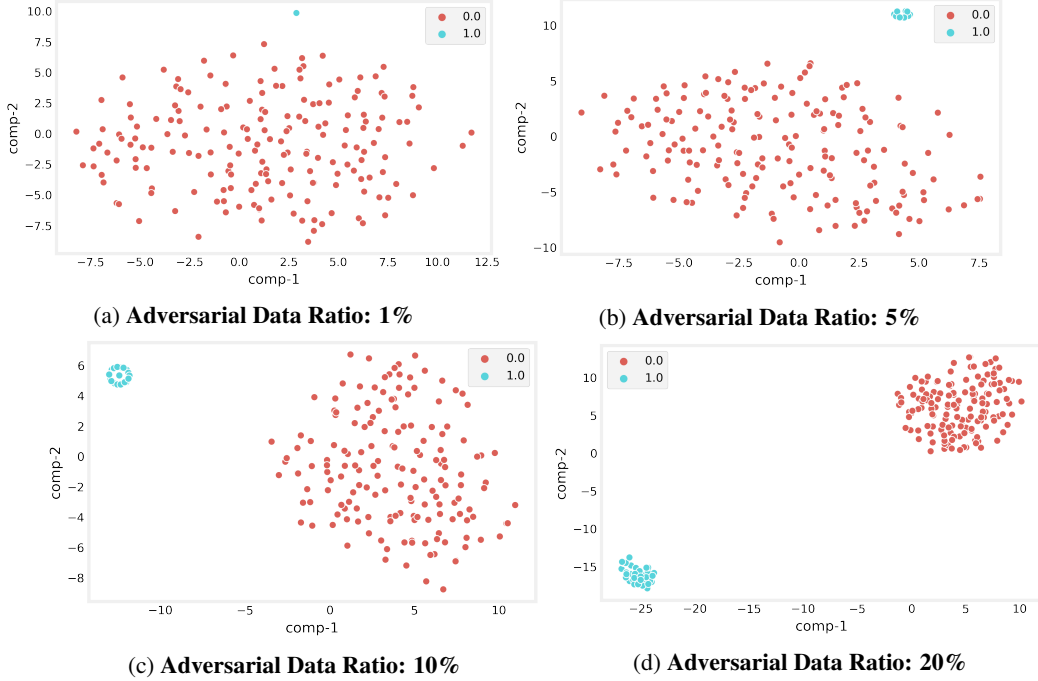 10.0
7.5
5.0
2.5
0.0
−2.5
−5.0
−7.5
comp-2
0.0
1.0
−7.5 −5.0 −2.5 0.0 2.5 5.0 7.5 10.0 12.5
comp-1
(a) Adversarial Data Ratio: 1%
10
5
0
−5
−10
comp-2
0.0
1.0
−7.5 −5.0 −2.5 0.0 2.5 5.0 7.5
comp-1
(b) Adversarial Data Ratio: 5%
6
4
2
0
−2
−4
−6
−8
comp-2
0.0
1.0
−10 −5 0 5 10
comp-1
(c) Adversarial Data Ratio: 10%
10
5
0
−5
−10
−15
comp-2
0.0
1.0
−25 −20 −15 −10 −5 0 5 10
comp-1
(d) Adversarial Data Ratio: 20%